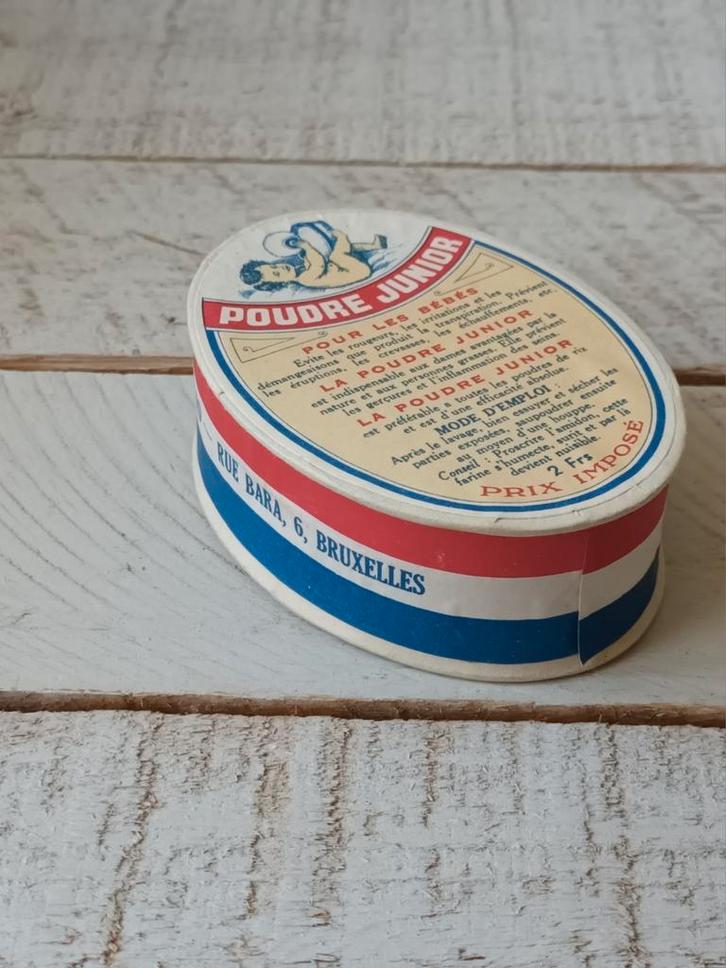 POUDRE JUNIOR
POUR LES BÉBÉS
Evite les rougeurs, les irritations et les
démangeaisons que produit la transpiration. Prévient
les éruptions, les crevasses, les échauffements, etc.
LA POUDRE JUNIOR
est indispensable aux dames avantagées par la
nature et aux personnes grasses. Elle prévient
les gerçures et l'inflammation des seins.
LA POUDRE JUNIOR
est préférable à toutes les poudres de riz
et est d'une efficacité absolue.
MODE D'EMPLOI :
Après le lavage, bien essuyer et sécher les
parties exposées, saupoudrer ensuite
au moyen d'une houppe.
Conseil : Proscrire l'amidon, cette
farine s'humecte, surit et par là
devient nuisible.
2 Frs
PRIX IMPOSÉ
RUE BARA, 6, BRUXELLES